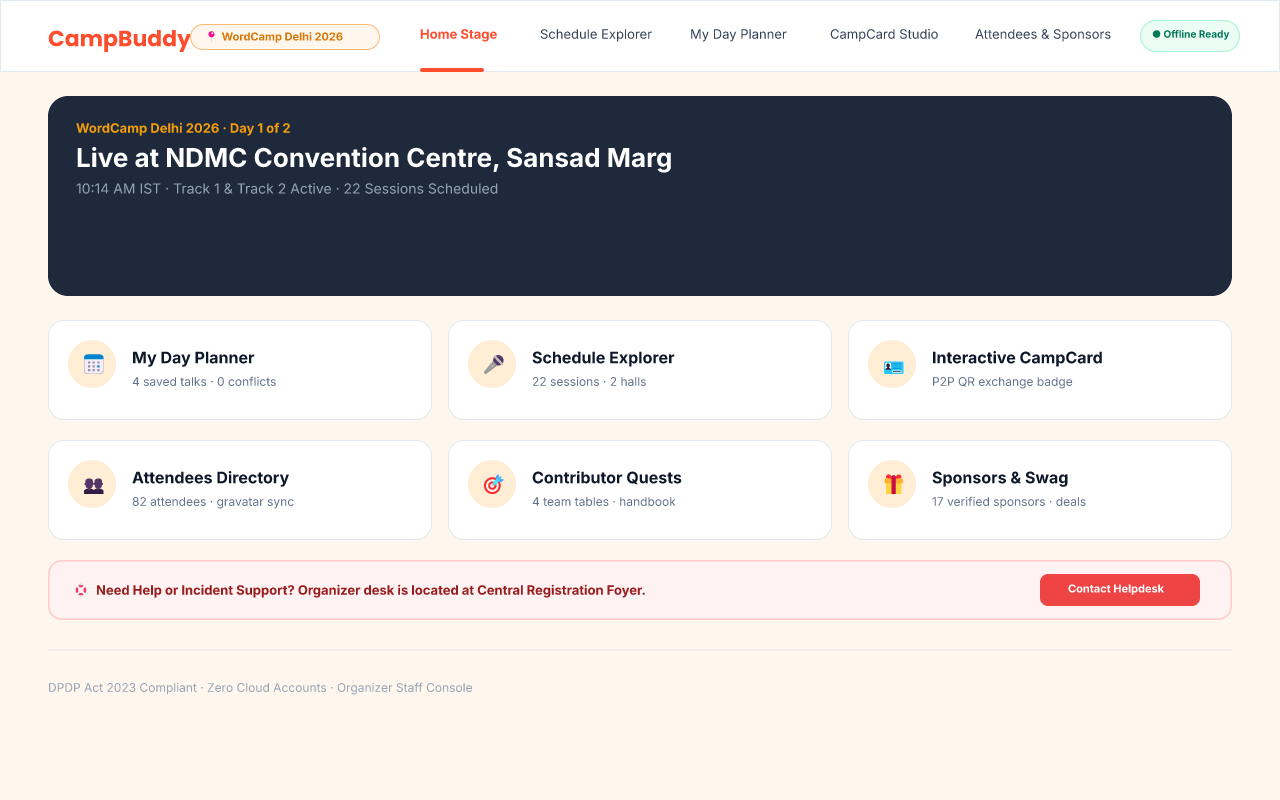 CampBuddy
WordCamp Delhi 2026
Home Stage
Schedule Explorer
My Day Planner
CampCard Studio
Attendees & Sponsors
Offline Ready
WordCamp Delhi 2026 · Day 1 of 2
Live at NDMC Convention Centre, Sansad Marg
10:14 AM IST · Track 1 & Track 2 Active · 22 Sessions Scheduled
My Day Planner
4 saved talks · 0 conflicts
Schedule Explorer
22 sessions · 2 halls
Interactive CampCard
P2P QR exchange badge
Attendees Directory
82 attendees · gravatar sync
Contributor Quests
4 team tables · handbook
Sponsors & Swag
17 verified sponsors · deals
Need Help or Incident Support? Organizer desk is located at Central Registration Foyer.
Contact Helpdesk
DPDP Act 2023 Compliant · Zero Cloud Accounts · Organizer Staff Console